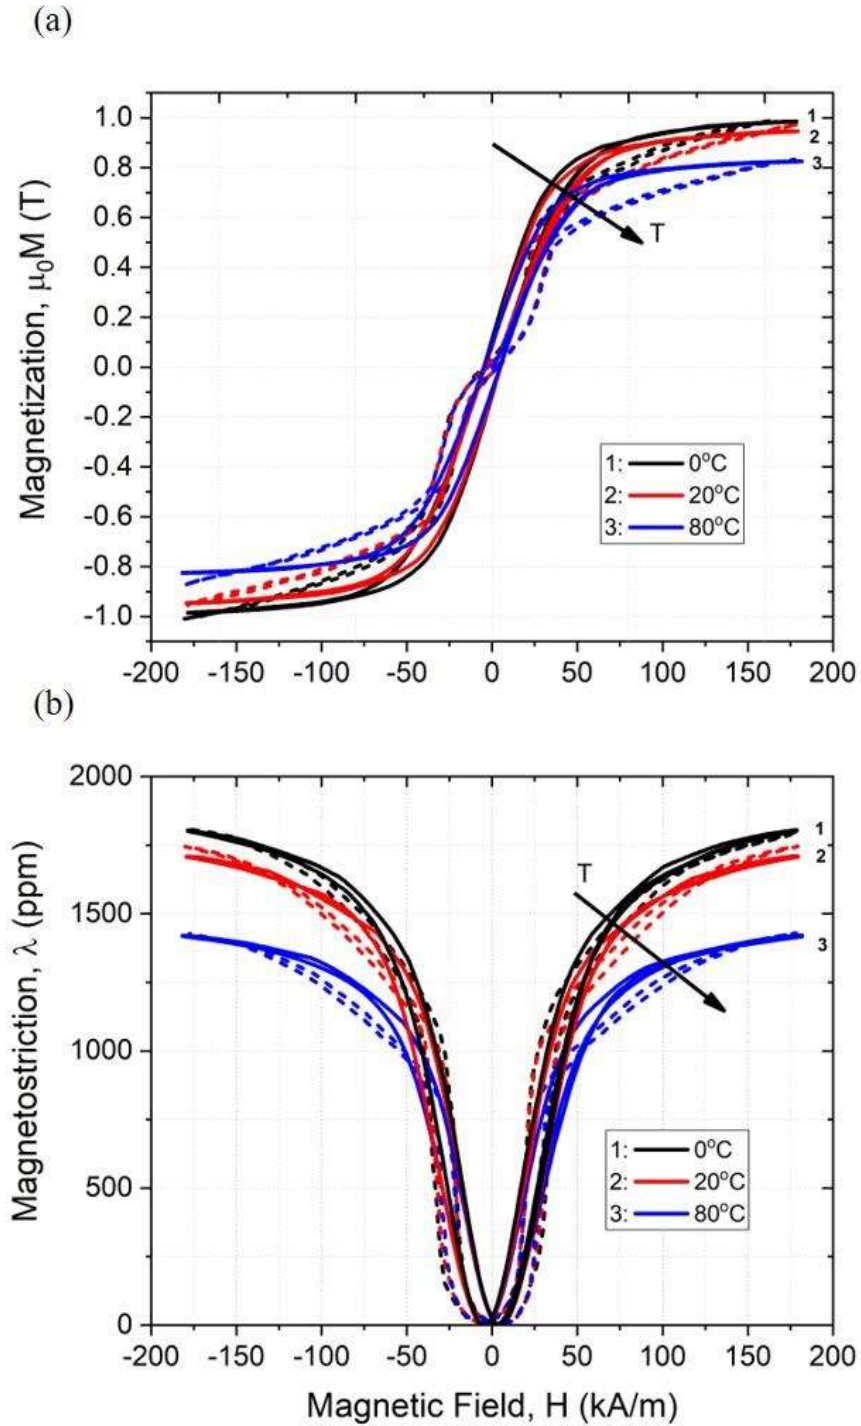 (a)
Magnetization, μ₀M (T)
1.0
0.8
0.6
0.4
0.2
0.0
-0.2
-0.4
-0.6
-0.8
-1.0
1
2
3
T
1: 0°C
2: 20°C
3: 80°C
-200 -150 -100 -50 0 50 100 150 200
(b)
Magnetostriction, λ (ppm)
2000
1500
1000
500
0
1
2
3
T
1: 0°C
2: 20°C
3: 80°C
-200 -150 -100 -50 0 50 100 150 200
Magnetic Field, H (kA/m)